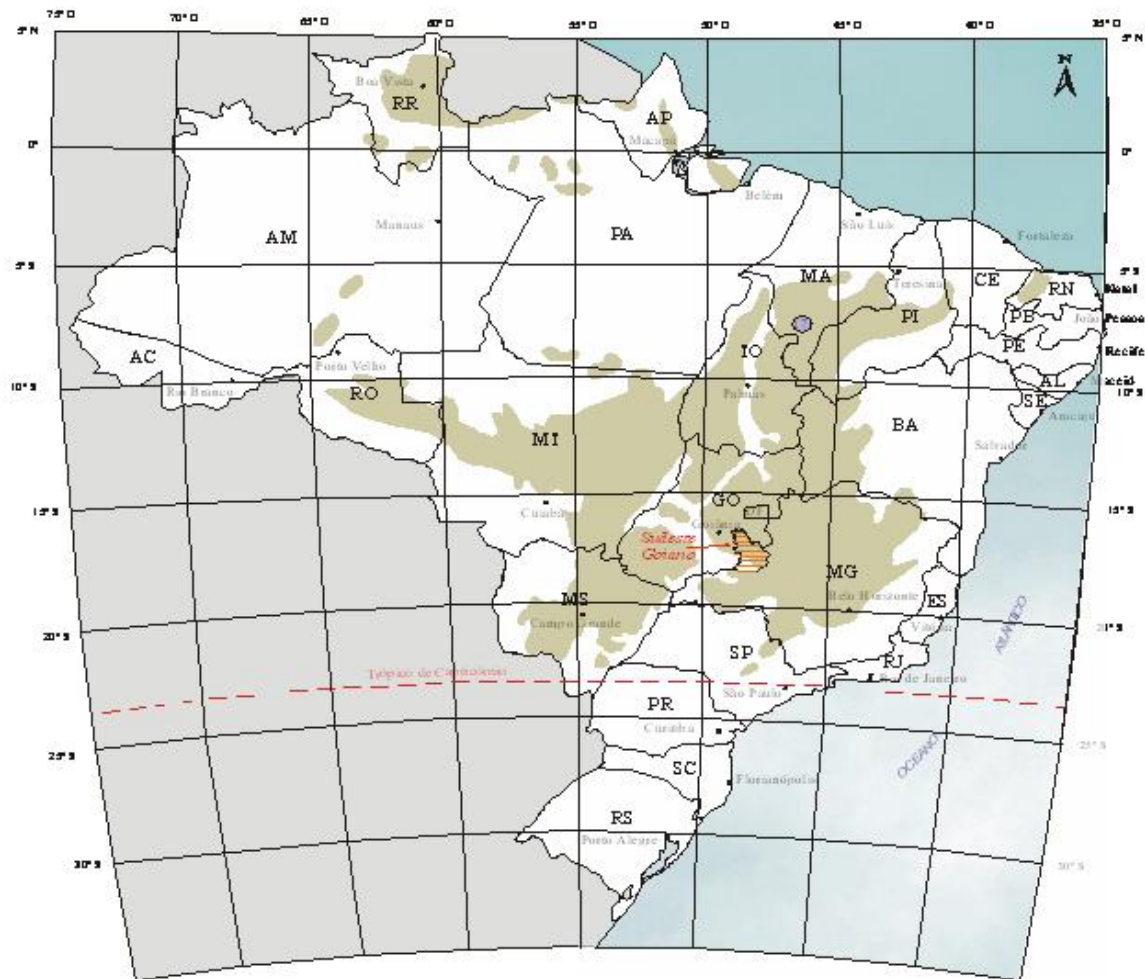 75° O
65° O
60° O
55° O
50° O
45° O
40° O
35° O
5° N
5° N
N
Boa Vista
RR
AP
Macapá
0°
0°
Belém
Manaus
São Luís
AM
PA
Fortaleza
5° S
5° S
MA
Teresina
CE
RN
Natal
PI
PB
João Pessoa
PE
Recife
AC
TO
Porto Velho
Rio Branco
10° S
RO
Palmas
AL
Maceió
10° S
SE
Aracaju
MT
BA
Salvador
GO
DF
15° S
Cuiabá
Goiânia
15° S
Sudeste
Goiano
MG
MS
Belo Horizonte
ES
Campo Grande
Vitória
20° S
20° S
SP
RJ
Trópico de Capricórnio
Rio de Janeiro
São Paulo
PR
Curitiba
25° S
25° S
OCEANO
ATLÂNTICO
SC
Florianópolis
RS
Porto Alegre
30° S
30° S